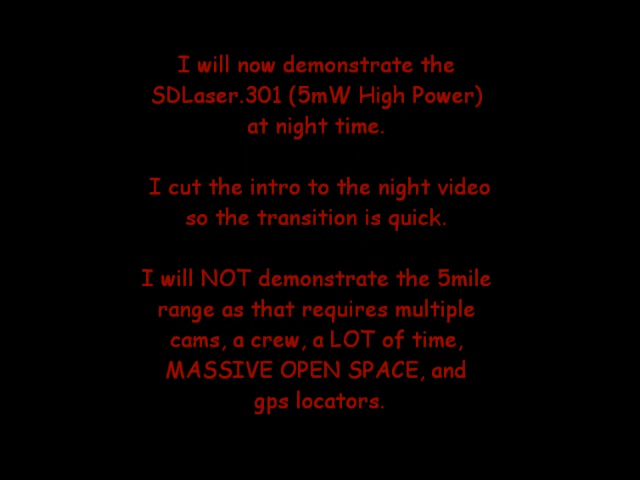 I will now demonstrate the
SDLaser.301 (5mW High Power)
at night time.
I cut the intro to the night video
so the transition is quick.
I will NOT demonstrate the 5mile
range as that requires multiple
cams, a crew, a LOT of time,
MASSIVE OPEN SPACE, and
gps locators.